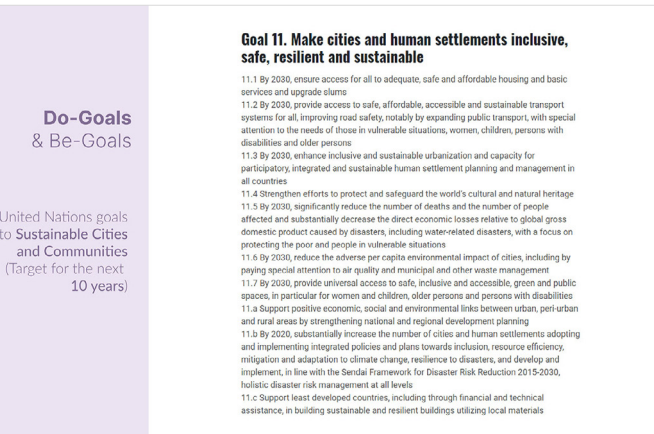 Do-Goals
& Be-Goals
United Nations goals
to Sustainable Cities
and Communities
(Target for the next
10 years)
Goal 11. Make cities and human settlements inclusive,
safe, resilient and sustainable
11.1 By 2030, ensure access for all to adequate, safe and affordable housing and basic
services and upgrade slums
11.2 By 2030, provide access to safe, affordable, accessible and sustainable transport
systems for all, improving road safety, notably by expanding public transport, with special
attention to the needs of those in vulnerable situations, women, children, persons with
disabilities and older persons
11.3 By 2030, enhance inclusive and sustainable urbanization and capacity for
participatory, integrated and sustainable human settlement planning and management in
all countries
11.4 Strengthen efforts to protect and safeguard the world's cultural and natural heritage
11.5 By 2030, significantly reduce the number of deaths and the number of people
affected and substantially decrease the direct economic losses relative to global gross
domestic product caused by disasters, including water-related disasters, with a focus on
protecting the poor and people in vulnerable situations
11.6 By 2030, reduce the adverse per capita environmental impact of cities, including by
paying special attention to air quality and municipal and other waste management
11.7 By 2030, provide universal access to safe, inclusive and accessible, green and public
spaces, in particular for women and children, older persons and persons with disabilities
11.a Support positive economic, social and environmental links between urban, peri-urban
and rural areas by strengthening national and regional development planning
11.b By 2020, substantially increase the number of cities and human settlements adopting
and implementing integrated policies and plans towards inclusion, resource efficiency,
mitigation and adaptation to climate change, resilience to disasters, and develop and
implement, in line with the Sendai Framework for Disaster Risk Reduction 2015-2030,
holistic disaster risk management at all levels
11.c Support least developed countries, including through financial and technical
assistance, in building sustainable and resilient buildings utilizing local materials